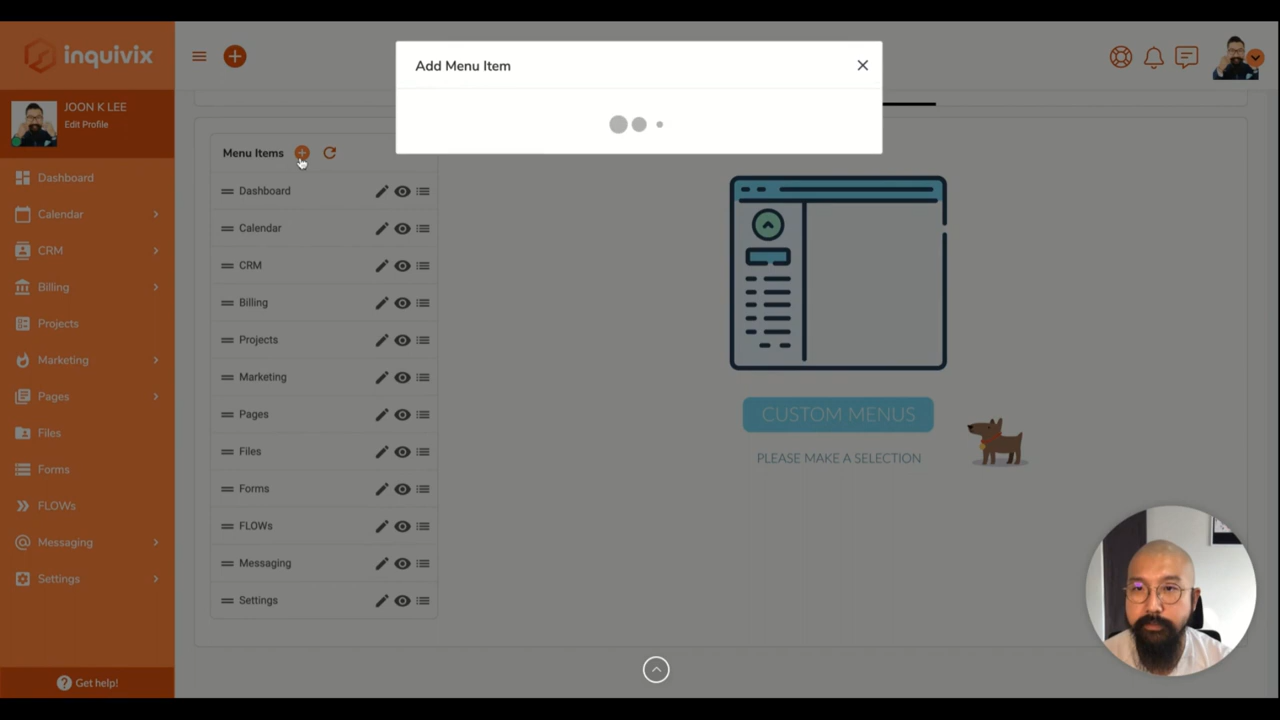 inquivix
JOON K LEE
Edit Profile
Dashboard
Calendar
CRM
Billing
Projects
Marketing
Pages
Files
Forms
FLOWs
Messaging
Settings
Get help!
Add Menu Item
Menu Items
Dashboard
Calendar
CRM
Billing
Projects
Marketing
Pages
Files
Forms
FLOWs
Messaging
Settings
CUSTOM MENUS
PLEASE MAKE A SELECTION